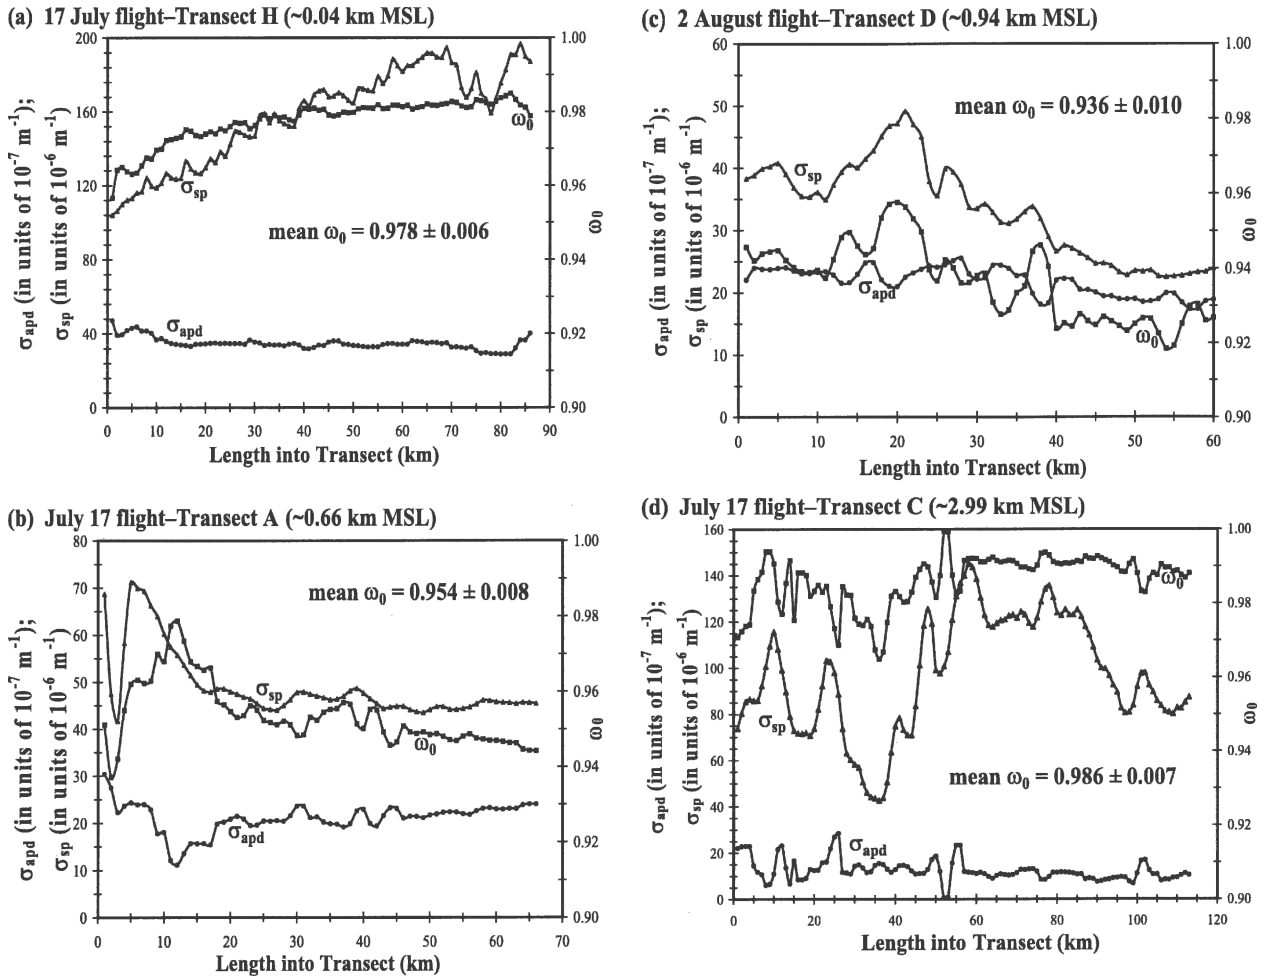 (a) 17 July flight–Transect H (~0.04 km MSL)
200
160
120
80
40
0
1.00
0.98
0.96
0.94
0.92
0.90
σapd (in units of 10-7 m-1);
σsp (in units of 10-6 m-1)
ω0
ω0
σsp
mean ω0 = 0.978 ± 0.006
σapd
0 10 20 30 40 50 60 70 80 90
Length into Transect (km)
(b) July 17 flight–Transect A (~0.66 km MSL)
80
70
60
50
40
30
20
10
0
1.00
0.98
0.96
0.94
0.92
0.90
σapd (in units of 10-7 m-1);
σsp (in units of 10-6 m-1)
ω0
mean ω0 = 0.954 ± 0.008
σsp
ω0
σapd
0 10 20 30 40 50 60 70
Length into Transect (km)
(c) 2 August flight–Transect D (~0.94 km MSL)
60
50
40
30
20
10
0
1.00
0.98
0.96
0.94
0.92
0.90
σapd (in units of 10-7 m-1);
σsp (in units of 10-6 m-1)
ω0
mean ω0 = 0.936 ± 0.010
σsp
σapd
ω0
0 10 20 30 40 50 60
Length into Transect (km)
(d) July 17 flight–Transect C (~2.99 km MSL)
160
140
120
100
80
60
40
20
10
0
1.00
0.98
0.96
0.94
0.92
0.90
σapd (in units of 10-7 m-1);
σsp (in units of 10-6 m-1)
ω0
ω0
σsp
mean ω0 = 0.986 ± 0.007
σapd
0 20 40 60 80 100 120
Length into Transect (km)